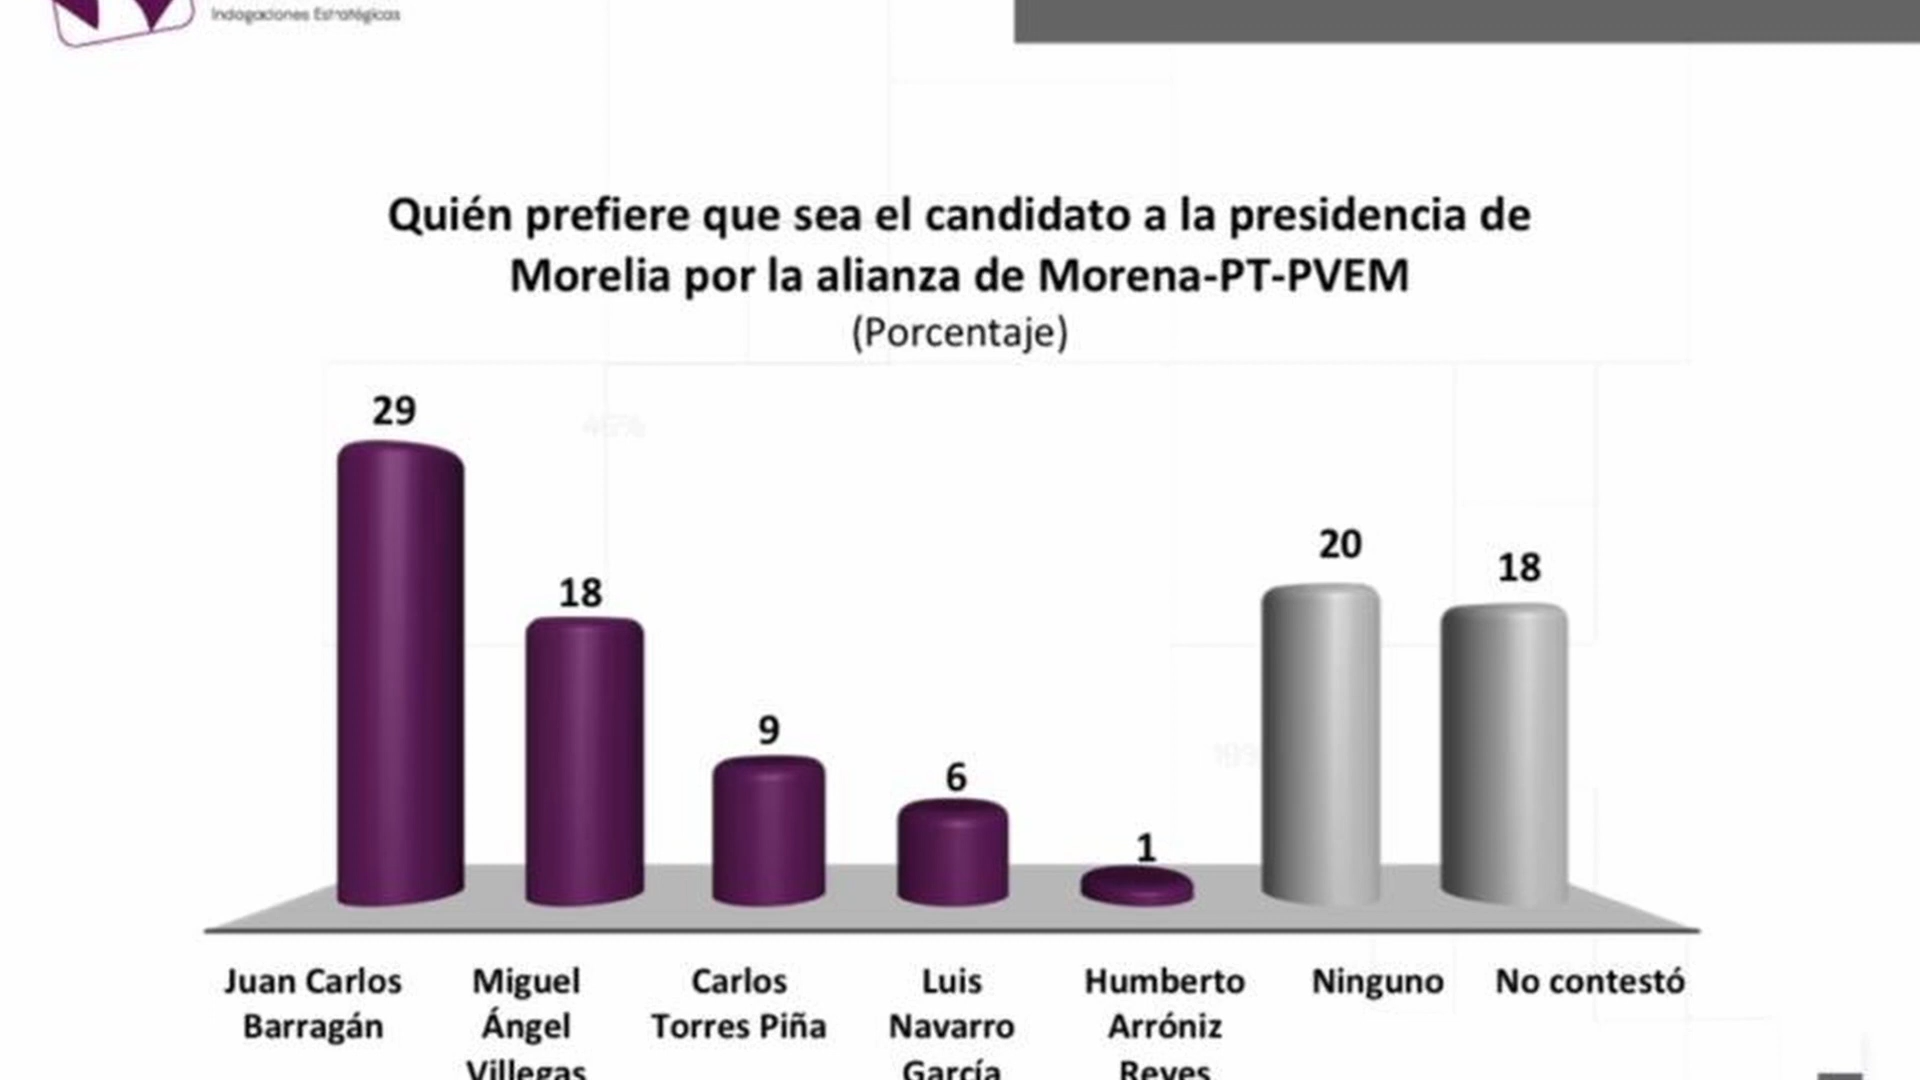 Indagaciones Estratégicas
Quién prefiere que sea el candidato a la presidencia de
Morelia por la alianza de Morena-PT-PVEM
(Porcentaje)
29
18
9
6
1
20
18
Juan Carlos
Barragán
Miguel
Ángel
Villegas
Carlos
Torres Piña
Luis
Navarro
García
Humberto
Arróniz
Reyes
Ninguno
No contestó